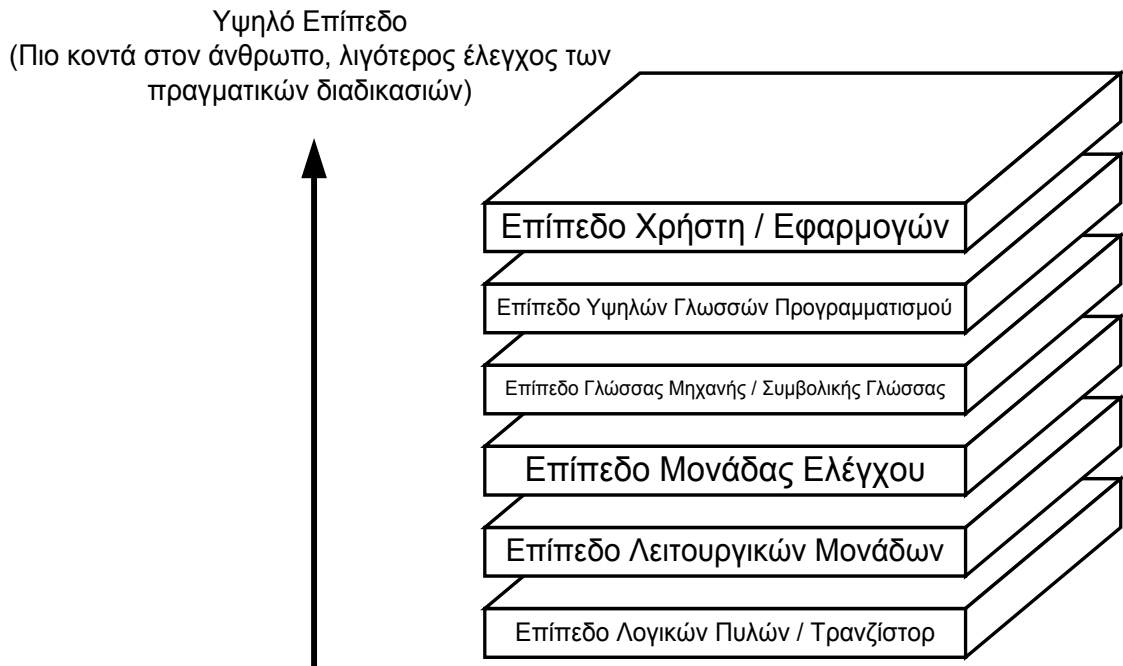 Υψηλό Επίπεδο
(Πιο κοντά στον άνθρωπο, λιγότερος έλεγχος των
πραγματικών διαδικασιών)
Επίπεδο Χρήστη / Εφαρμογών
Επίπεδο Υψηλών Γλωσσών Προγραμματισμού
Επίπεδο Γλώσσας Μηχανής / Συμβολικής Γλώσσας
Επίπεδο Μονάδας Ελέγχου
Επίπεδο Λειτουργικών Μονάδων
Επίπεδο Λογικών Πυλών / Τρανζίστορ